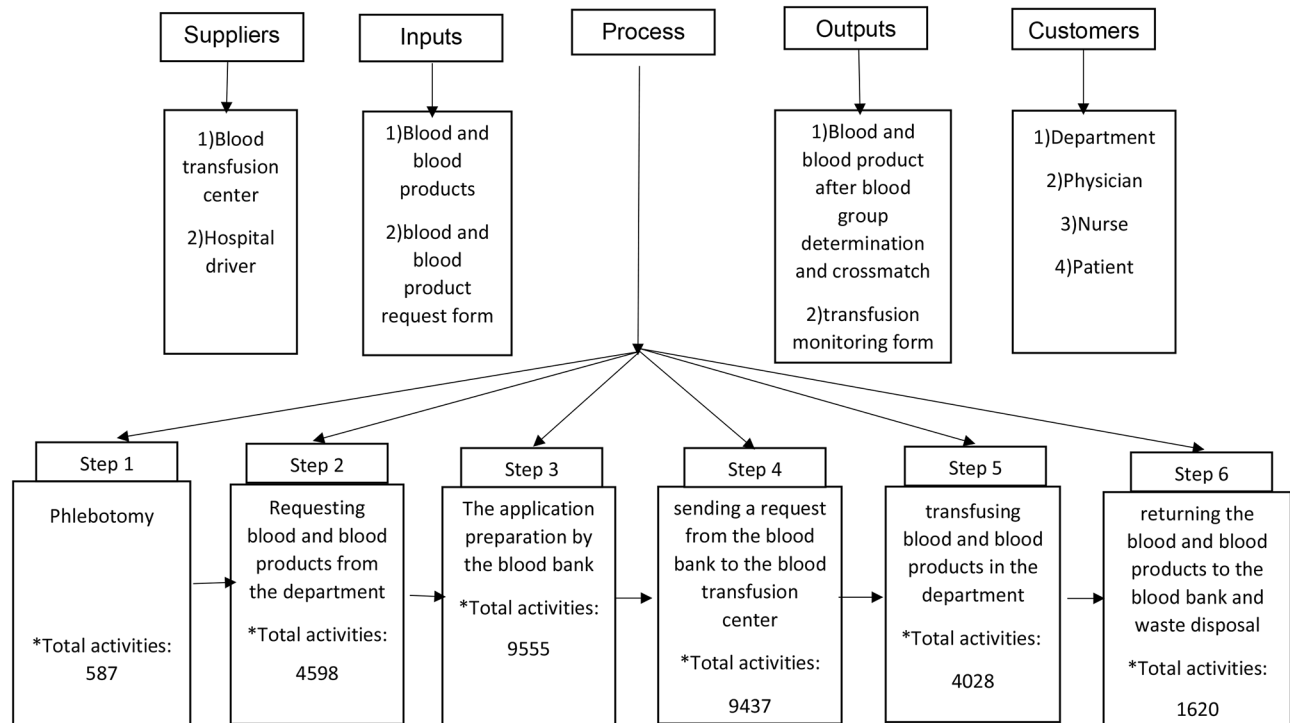 Suppliers
Inputs
Process
Outputs
Customers
1)Blood
transfusion
center
2)Hospital
driver
1)Blood and
blood
products
2)blood and
blood
product
request form
1)Blood and
blood product
after blood
group
determination
and crossmatch
2)transfusion
monitoring form
1)Department
2)Physician
3)Nurse
4)Patient
Step 1
Phlebotomy
*Total activities:
587
Step 2
Requesting
blood and blood
products from
the department
*Total activities:
4598
Step 3
The application
preparation by
the blood bank
*Total activities:
9555
Step 4
sending a request
from the blood
bank to the blood
transfusion
center
*Total activities:
9437
Step 5
transfusing
blood and blood
products in the
department
*Total activities:
4028
Step 6
returning the
blood and blood
products to the
blood bank and
waste disposal
*Total activities:
1620